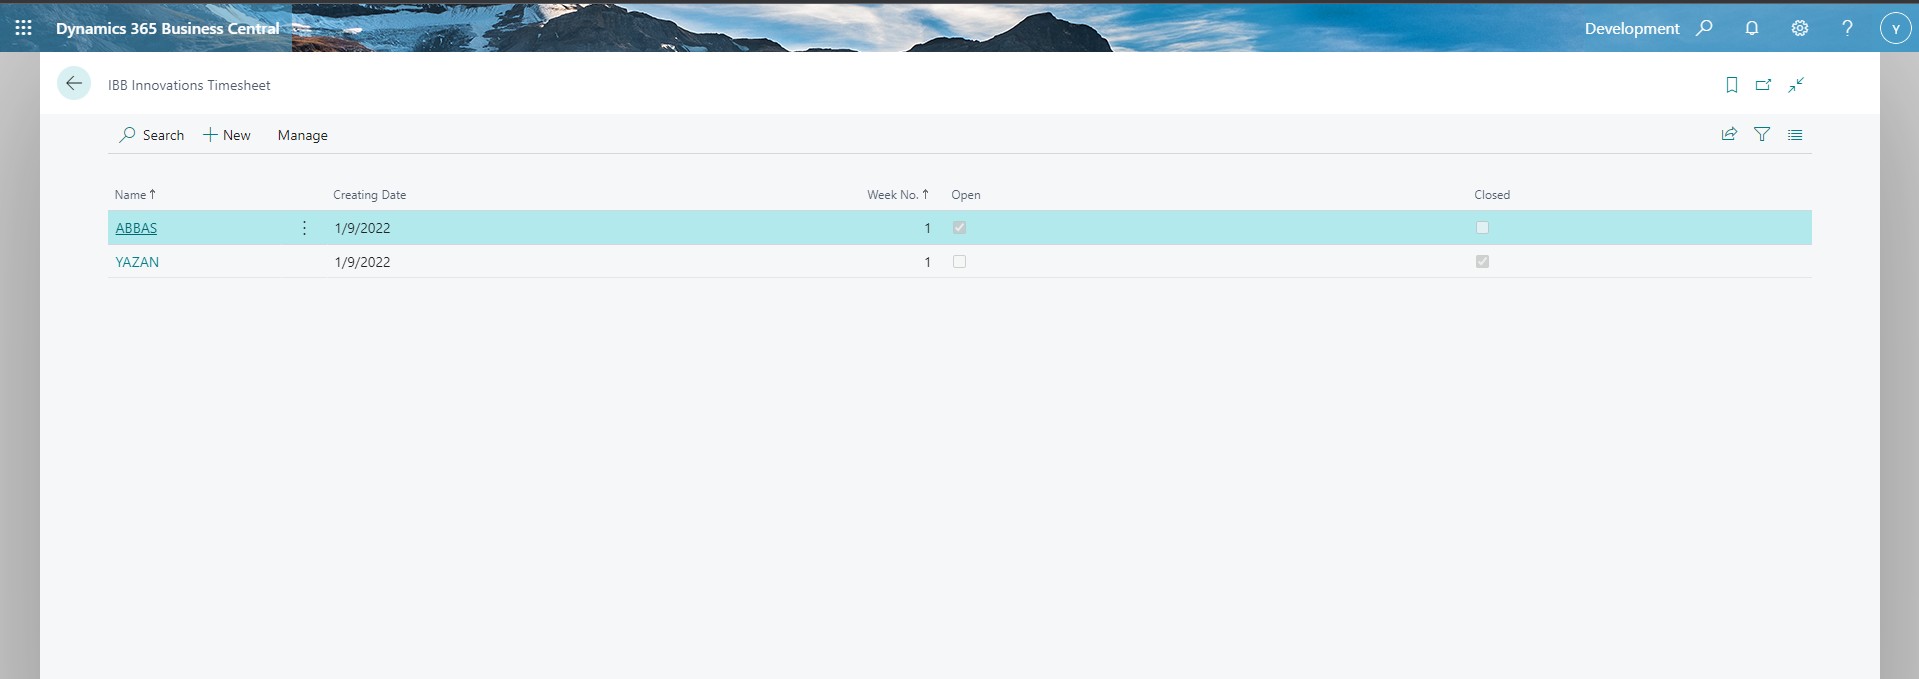 Dynamics 365 Business Central Development ? Y
IBB Innovations Timesheet
Search + New Manage
Name↑ Creating Date Week No.↑ Open Closed
ABBAS 1/9/2022 1
YAZAN 1/9/2022 1